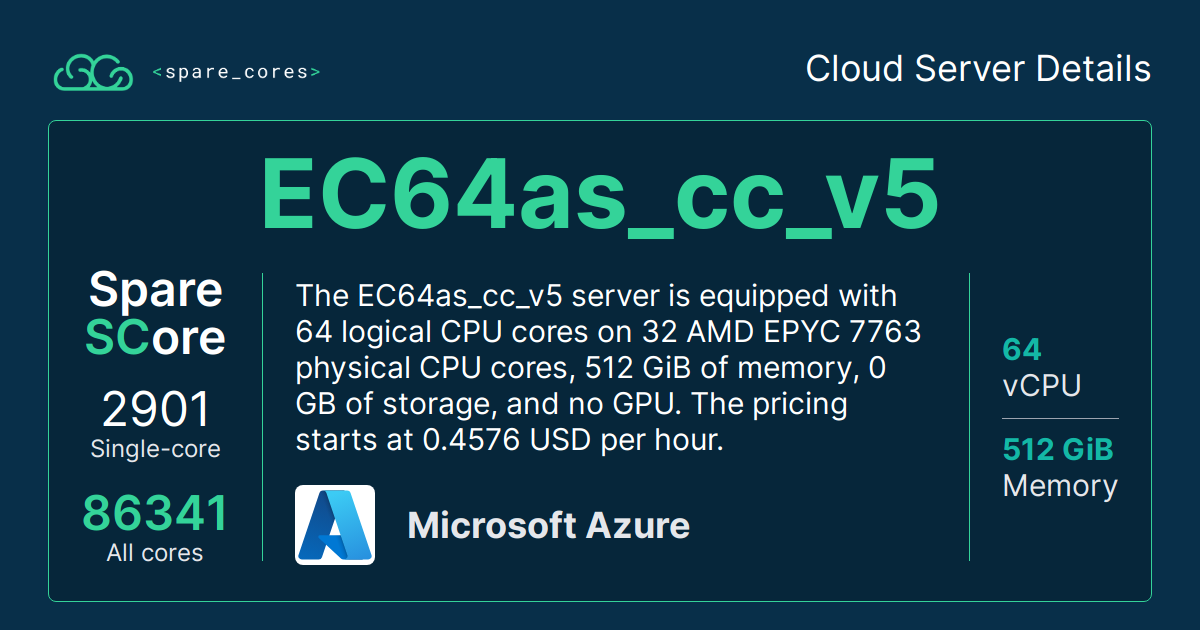 <spare_cores>
Cloud Server Details
EC64as_cc_v5
Spare
SCore
2901
Single-core
86341
All cores
The EC64as_cc_v5 server is equipped with
64 logical CPU cores on 32 AMD EPYC 7763
physical CPU cores, 512 GiB of memory, 0
GB of storage, and no GPU. The pricing
starts at 0.4576 USD per hour.
Microsoft Azure
64
vCPU
512 GiB
Memory